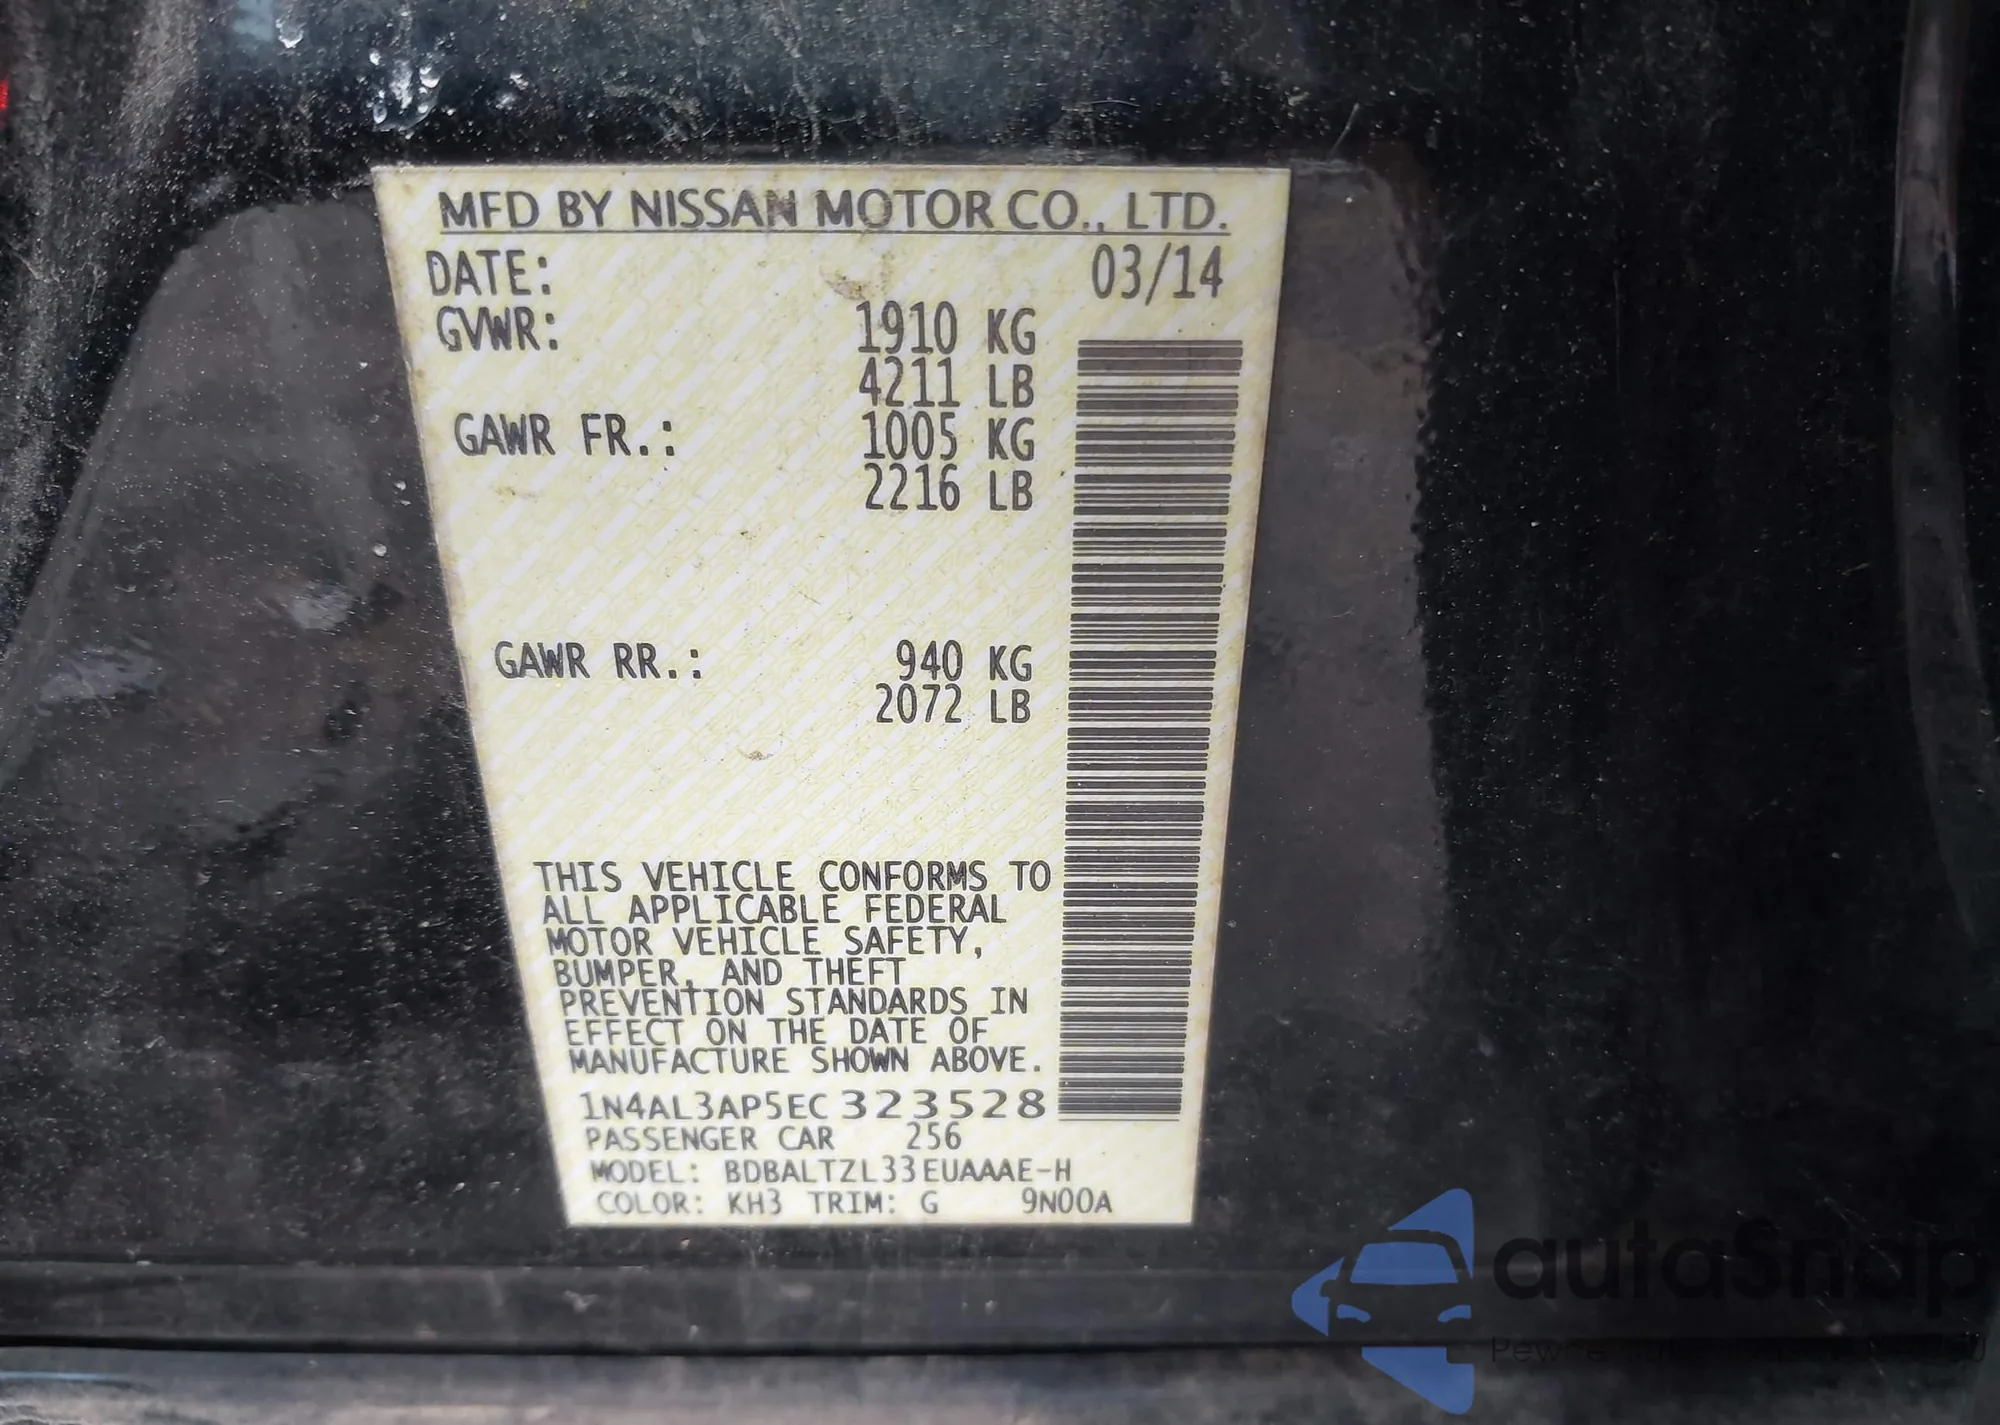 MFD BY NISSAN MOTOR CO., LTD.
DATE: 03/14
GVWR: 1910 KG
4211 LB
GAWR FR.: 1005 KG
2216 LB
GAWR RR.: 940 KG
2072 LB
THIS VEHICLE CONFORMS TO
ALL APPLICABLE FEDERAL
MOTOR VEHICLE SAFETY,
BUMPER, AND THEFT
PREVENTION STANDARDS IN
EFFECT ON THE DATE OF
MANUFACTURE SHOWN ABOVE.
1N4AL3AP5EC323528
PASSENGER CAR 256
MODEL: BDBALTZL33EUAAAE-H
COLOR: KH3 TRIM: G 9N00A
autaSnap